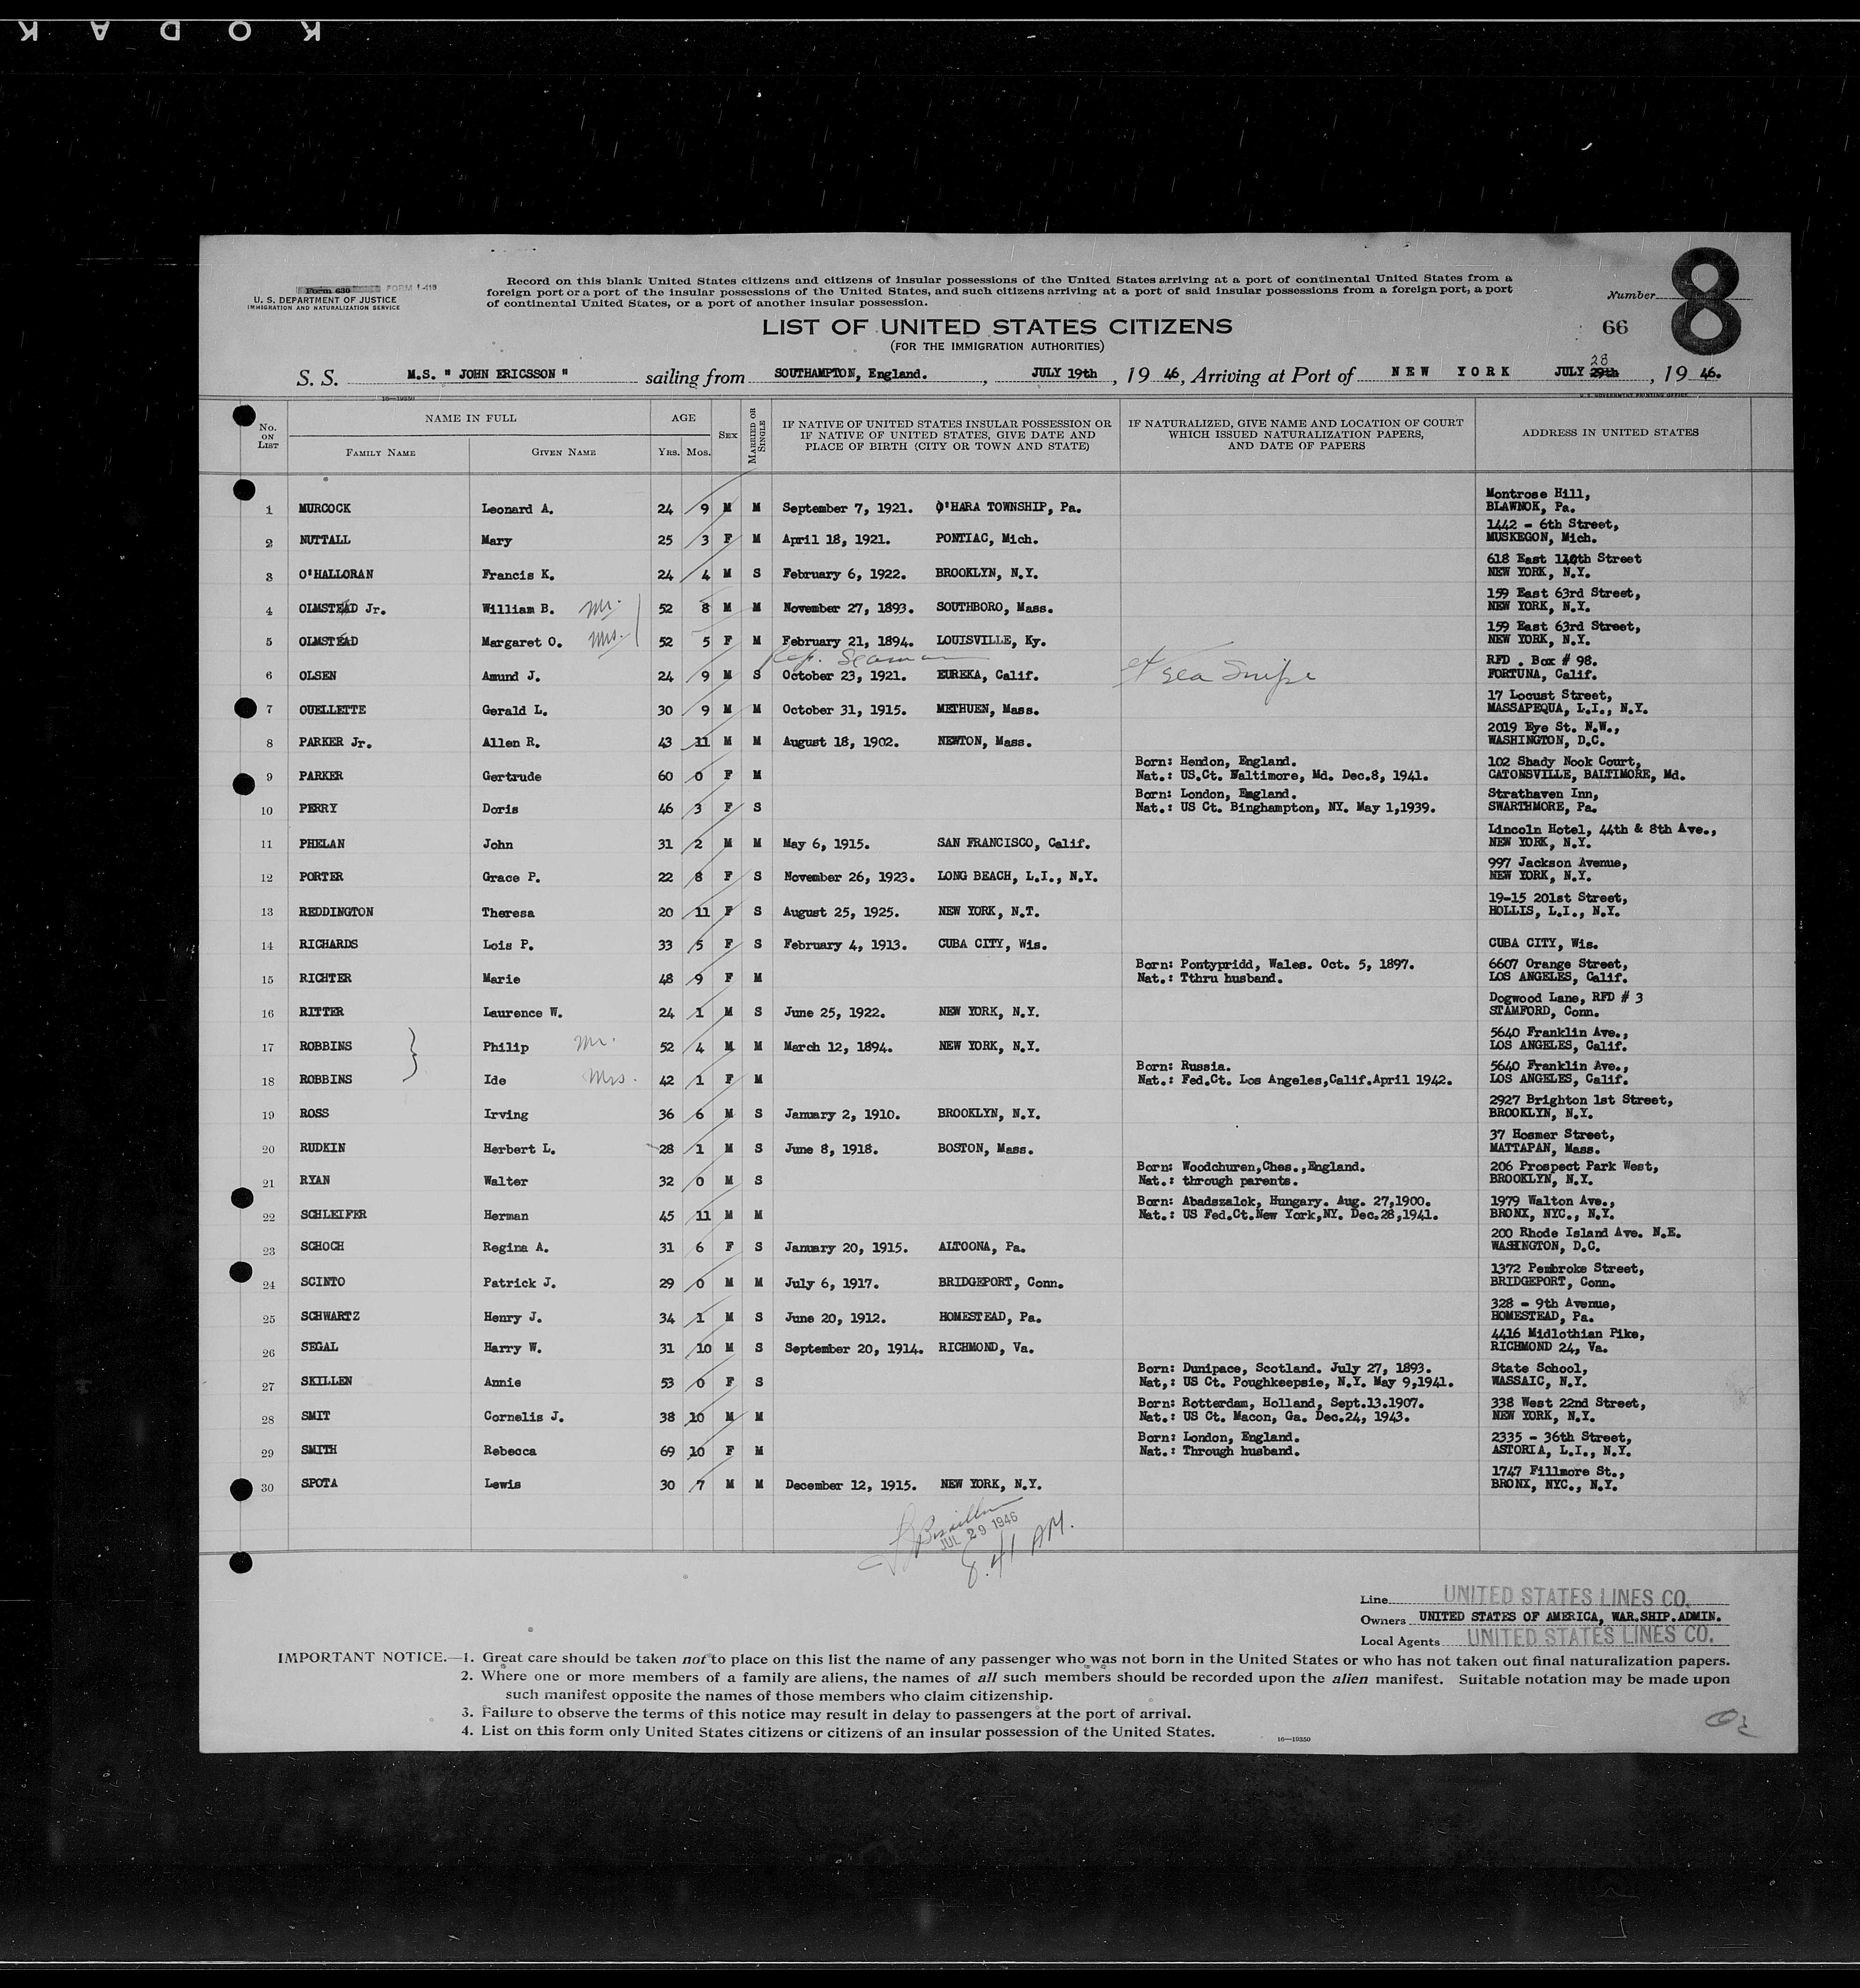 KODAK
Form 630 FORM I-418
U. S. DEPARTMENT OF JUSTICE
IMMIGRATION AND NATURALIZATION SERVICE
Record on this blank United States citizens and citizens of insular possessions of the United States arriving at a port of continental United States from a
foreign port or a port of the insular possessions of the United States, and such citizens arriving at a port of said insular possessions from a foreign port, a port
of continental United States, or a port of another insular possession.
Number 8
66
LIST OF UNITED STATES CITIZENS
(FOR THE IMMIGRATION AUTHORITIES)
28
S. S. M.S. " JOHN ERICSSON " sailing from SOUTHAMPTON, England. , JULY 19th , 19 46, Arriving at Port of NEW YORK JULY 29th , 19 46.
16—19350 U. S. GOVERNMENT PRINTING OFFICE
No. ON LIST NAME IN FULL FAMILY NAME GIVEN NAME AGE YRS. MOS. SEX MARRIED OR SINGLE IF NATIVE OF UNITED STATES INSULAR POSSESSION OR IF NATIVE OF UNITED STATES, GIVE DATE AND PLACE OF BIRTH (CITY OR TOWN AND STATE) IF NATURALIZED, GIVE NAME AND LOCATION OF COURT WHICH ISSUED NATURALIZATION PAPERS, AND DATE OF PAPERS ADDRESS IN UNITED STATES
Montrose Hill,
1 MURCOCK Leonard A. 24 9 M M September 7, 1921. O'HARA TOWNSHIP, Pa. BLAWNOK, Pa.
1442 - 6th Street,
2 NUTTALL Mary 25 3 F M April 18, 1921. PONTIAC, Mich. MUSKEGON, Mich.
618 East 140th Street
3 O'HALLORAN Francis K. 24 4 M S February 6, 1922. BROOKLYN, N.Y. NEW YORK, N.Y.
159 East 63rd Street,
4 OLMSTEAD Jr. William B. Mr. 52 8 M M November 27, 1893. SOUTHBORO, Mass. NEW YORK, N.Y.
159 East 63rd Street,
5 OLMSTEAD Margaret O. Mrs. 52 5 F M February 21, 1894. LOUISVILLE, Ky. NEW YORK, N.Y.
Rep. Seaman RFD . Box # 98.
6 OLSEN Amund J. 24 9 M S October 23, 1921. EUREKA, Calif. ex Sea Snipe FORTUNA, Calif.
17 Locust Street,
7 OUELLETTE Gerald L. 30 9 M M October 31, 1915. METHUEN, Mass. MASSAPEQUA, L.I., N.Y.
2019 Eye St. N.W.,
8 PARKER Jr. Allen R. 43 11 M M August 18, 1902. NEWTON, Mass. WASHINGTON, D.C.
Born: Hendon, England. 102 Shady Nook Court,
9 PARKER Gertrude 60 0 F M Nat.: US.Ct. Waltimore, Md. Dec.8, 1941. CATONSVILLE, BALTIMORE, Md.
Born: London, England. Strathaven Inn,
10 PERRY Doris 46 3 F S Nat.: US Ct. Binghampton, NY. May 1,1939. SWARTHMORE, Pa.
Lincoln Hotel, 44th & 8th Ave.,
11 PHELAN John 31 2 M M May 6, 1915. SAN FRANCISCO, Calif. NEW YORK, N.Y.
997 Jackson Avenue,
12 PORTER Grace P. 22 8 F S November 26, 1923. LONG BEACH, L.I., N.Y. NEW YORK, N.Y.
19-15 201st Street,
13 REDDINGTON Theresa 20 11 F S August 25, 1925. NEW YORK, N.T. HOLLIS, L.I., N.Y.
14 RICHARDS Lois P. 33 5 F S February 4, 1913. CUBA CITY, Wis. CUBA CITY, Wis.
Born: Pontypridd, Wales. Oct. 5, 1897. 6607 Orange Street,
15 RICHTER Marie 48 9 F M Nat.: Tthru husband. LOS ANGELES, Calif.
Dogwood Lane, RFD # 3
16 RITTER Laurence W. 24 1 M S June 25, 1922. NEW YORK, N.Y. STAMFORD, Conn.
5640 Franklin Ave.,
17 ROBBINS Philip Mr. 52 4 M M March 12, 1894. NEW YORK, N.Y. LOS ANGELES, Calif.
Born: Russia. 5640 Franklin Ave.,
18 ROBBINS Ide Mrs. 42 1 F M Nat.: Fed.Ct. Los Angeles,Calif.April 1942. LOS ANGELES, Calif.
2927 Brighton 1st Street,
19 ROSS Irving 36 6 M S January 2, 1910. BROOKLYN, N.Y. BROOKLYN, N.Y.
37 Hosmer Street,
20 RUDKIN Herbert L. 28 1 M S June 8, 1918. BOSTON, Mass. MATTAPAN, Mass.
Born: Woodchuren,Ches.,England. 206 Prospect Park West,
21 RYAN Walter 32 0 M S Nat.: through parents. BROOKLYN, N.Y.
Born: Abadszalok, Hungary. Aug. 27,1900. 1979 Walton Ave.,
22 SCHLEIFER Herman 45 11 M M Nat.: US Fed.Ct.New York,NY. Dec.28,1941. BRONX, NYC., N.Y.
200 Rhode Island Ave. N.E.
23 SCHOCH Regina A. 31 6 F S January 20, 1915. ALTOONA, Pa. WASHINGTON, D.C.
1372 Pembroke Street,
24 SCINTO Patrick J. 29 0 M M July 6, 1917. BRIDGEPORT, Conn. BRIDGEPORT, Conn.
328 - 9th Avenue,
25 SCHWARTZ Henry J. 34 1 M S June 20, 1912. HOMESTEAD, Pa. HOMESTEAD, Pa.
4416 Midlothian Pike,
26 SEGAL Harry W. 31 10 M S September 20, 1914. RICHMOND, Va. RICHMOND 24, Va.
Born: Dunipace, Scotland. July 27, 1893. State School,
27 SKILLEN Annie 53 0 F S Nat,: US Ct. Poughkeepsie, N.Y. May 9,1941. WASSAIC, N.Y.
Born: Rotterdam, Holland, Sept.13.1907. 338 West 22nd Street,
28 SMIT Cornelis J. 38 10 M M Nat.: US Ct. Macon, Ga. Dec.24, 1943. NEW YORK, N.Y.
Born: London, England. 2335 - 36th Street,
29 SMITH Rebecca 69 10 F M Nat.: Through husband. ASTORIA, L.I., N.Y.
1747 Fillmore St.,
30 SPOTA Lewis 30 7 M M December 12, 1915. NEW YORK, N.Y. BRONX, NYC., N.Y.
JUL 29 1946
8.41 AM.
Line UNITED STATES LINES CO.
Owners UNITED STATES OF AMERICA, WAR.SHIP.ADMIN.
Local Agents UNITED STATES LINES CO.
IMPORTANT NOTICE.—1. Great care should be taken not to place on this list the name of any passenger who was not born in the United States or who has not taken out final naturalization papers.
2. Where one or more members of a family are aliens, the names of all such members should be recorded upon the alien manifest. Suitable notation may be made upon
such manifest opposite the names of those members who claim citizenship.
3. Failure to observe the terms of this notice may result in delay to passengers at the port of arrival.
4. List on this form only United States citizens or citizens of an insular possession of the United States.
16—19350